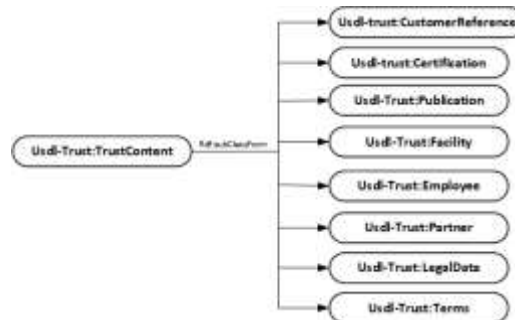 Usdl-trust:CustomerReference
Usdl-trust:Certification
Usdl-Trust:Publication
Usdl-Trust:TrustContent
Usdl-Trust:Facility
Usdl-Trust:Employee
Usdl-Trust:Partner
Usdl-Trust:LegalData
Usdl-Trust:Terms